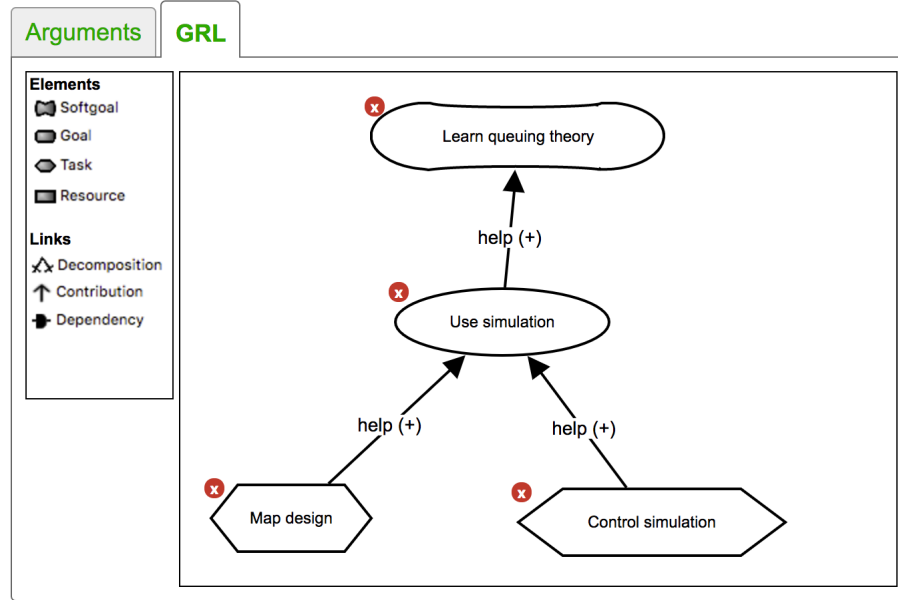 Arguments
GRL
Elements
Softgoal
Goal
Task
Resource
Links
Decomposition
Contribution
Dependency
x
Learn queuing theory
help (+)
x
Use simulation
help (+)
help (+)
x
Map design
x
Control simulation